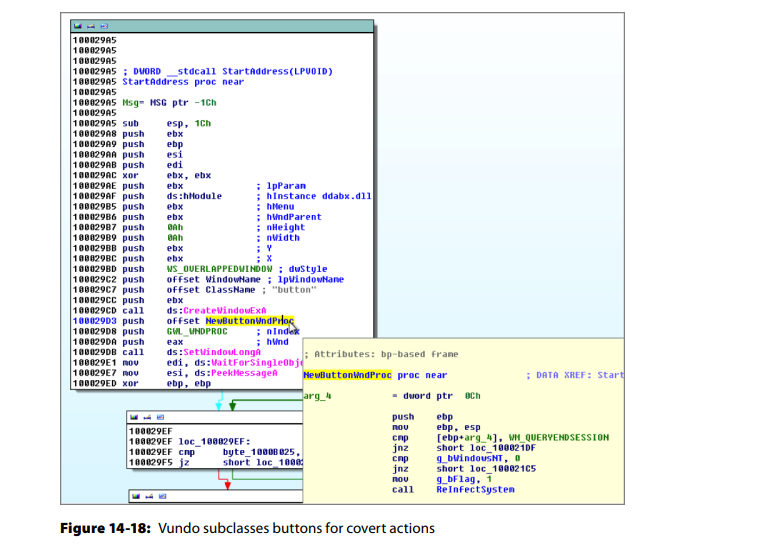 100029A5
100029A5
100029A5
100029A5 ; DWORD __stdcall StartAddress(LPVOID)
100029A5 StartAddress proc near
100029A5
100029A5 Msg= MSG ptr -1Ch
100029A5
100029A5 sub esp, 1Ch
100029A8 push ebx
100029A9 push ebp
100029AA push esi
100029AB push edi
100029AC xor ebx, ebx
100029AE push ebx ; lpParam
100029AF push ds:hModule ; hInstance ddabx.dll
100029B5 push ebx ; hMenu
100029B6 push ebx ; hWndParent
100029B7 push 0Ah ; nHeight
100029B9 push 0Ah ; nWidth
100029BB push ebx ; Y
100029BC push ebx ; X
100029BD push WS_OVERLAPPEDWINDOW ; dwStyle
100029C2 push offset WindowName ; lpWindowName
100029C7 push offset ClassName ; "button"
100029CC push ebx
100029CD call ds:CreateWindowExA
100029D3 push offset NewButtonWndProc
100029D8 push GWL_WNDPROC ; nIndex
100029DA push eax ; hWnd
100029DB call ds:SetWindowLongA
100029E1 mov edi, ds:WaitForSingleObje
100029E7 mov esi, ds:PeekMessageA
100029ED xor ebp, ebp
; Attributes: bp-based frame
NewButtonWndProc proc near ; DATA XREF: Start
arg_4 = dword ptr 0Ch
push ebp
mov ebp, esp
cmp [ebp+arg_4], WM_QUERYENDSESSION
jnz short loc_100021DF
cmp g_bWindowsNT, 0
jnz short loc_100021C5
mov g_bFlag, 1
call ReInfectSystem
100029EF
100029EF loc_100029EF:
100029EF cmp byte_1000B025,
100029F5 jz short loc_1000
Figure 14-18: Vundo subclasses buttons for covert actions